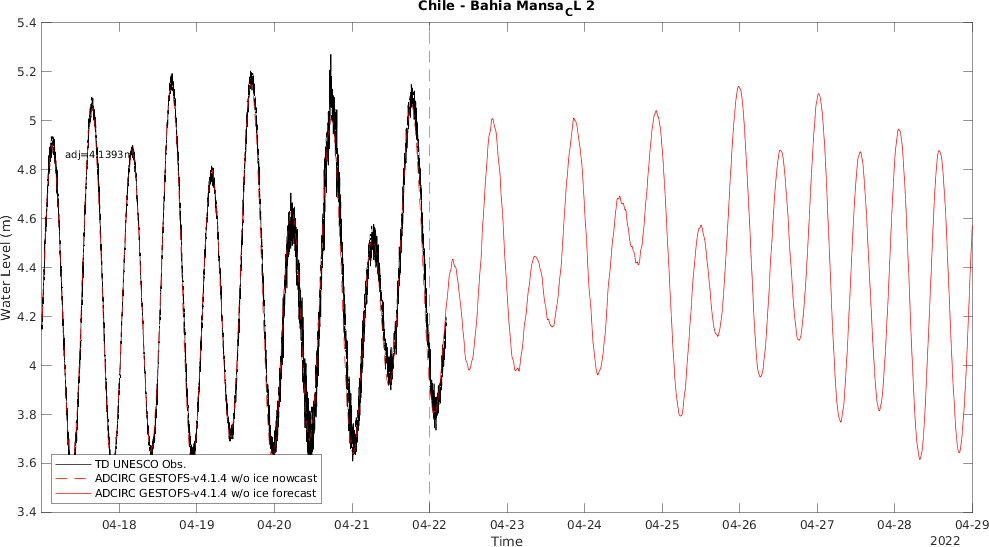 Chile - Bahia Mansa_CL 2
5.4
5.2
5
4.8
4.6
4.4
4.2
4
3.8
3.6
3.4
Water Level (m)
adj=4.1393m
TD UNESCO Obs.
ADCIRC GESTOFS-v4.1.4 w/o ice nowcast
ADCIRC GESTOFS-v4.1.4 w/o ice forecast
04-18 04-19 04-20 04-21 04-22 04-23 04-24 04-25 04-26 04-27 04-28 04-29
Time
2022